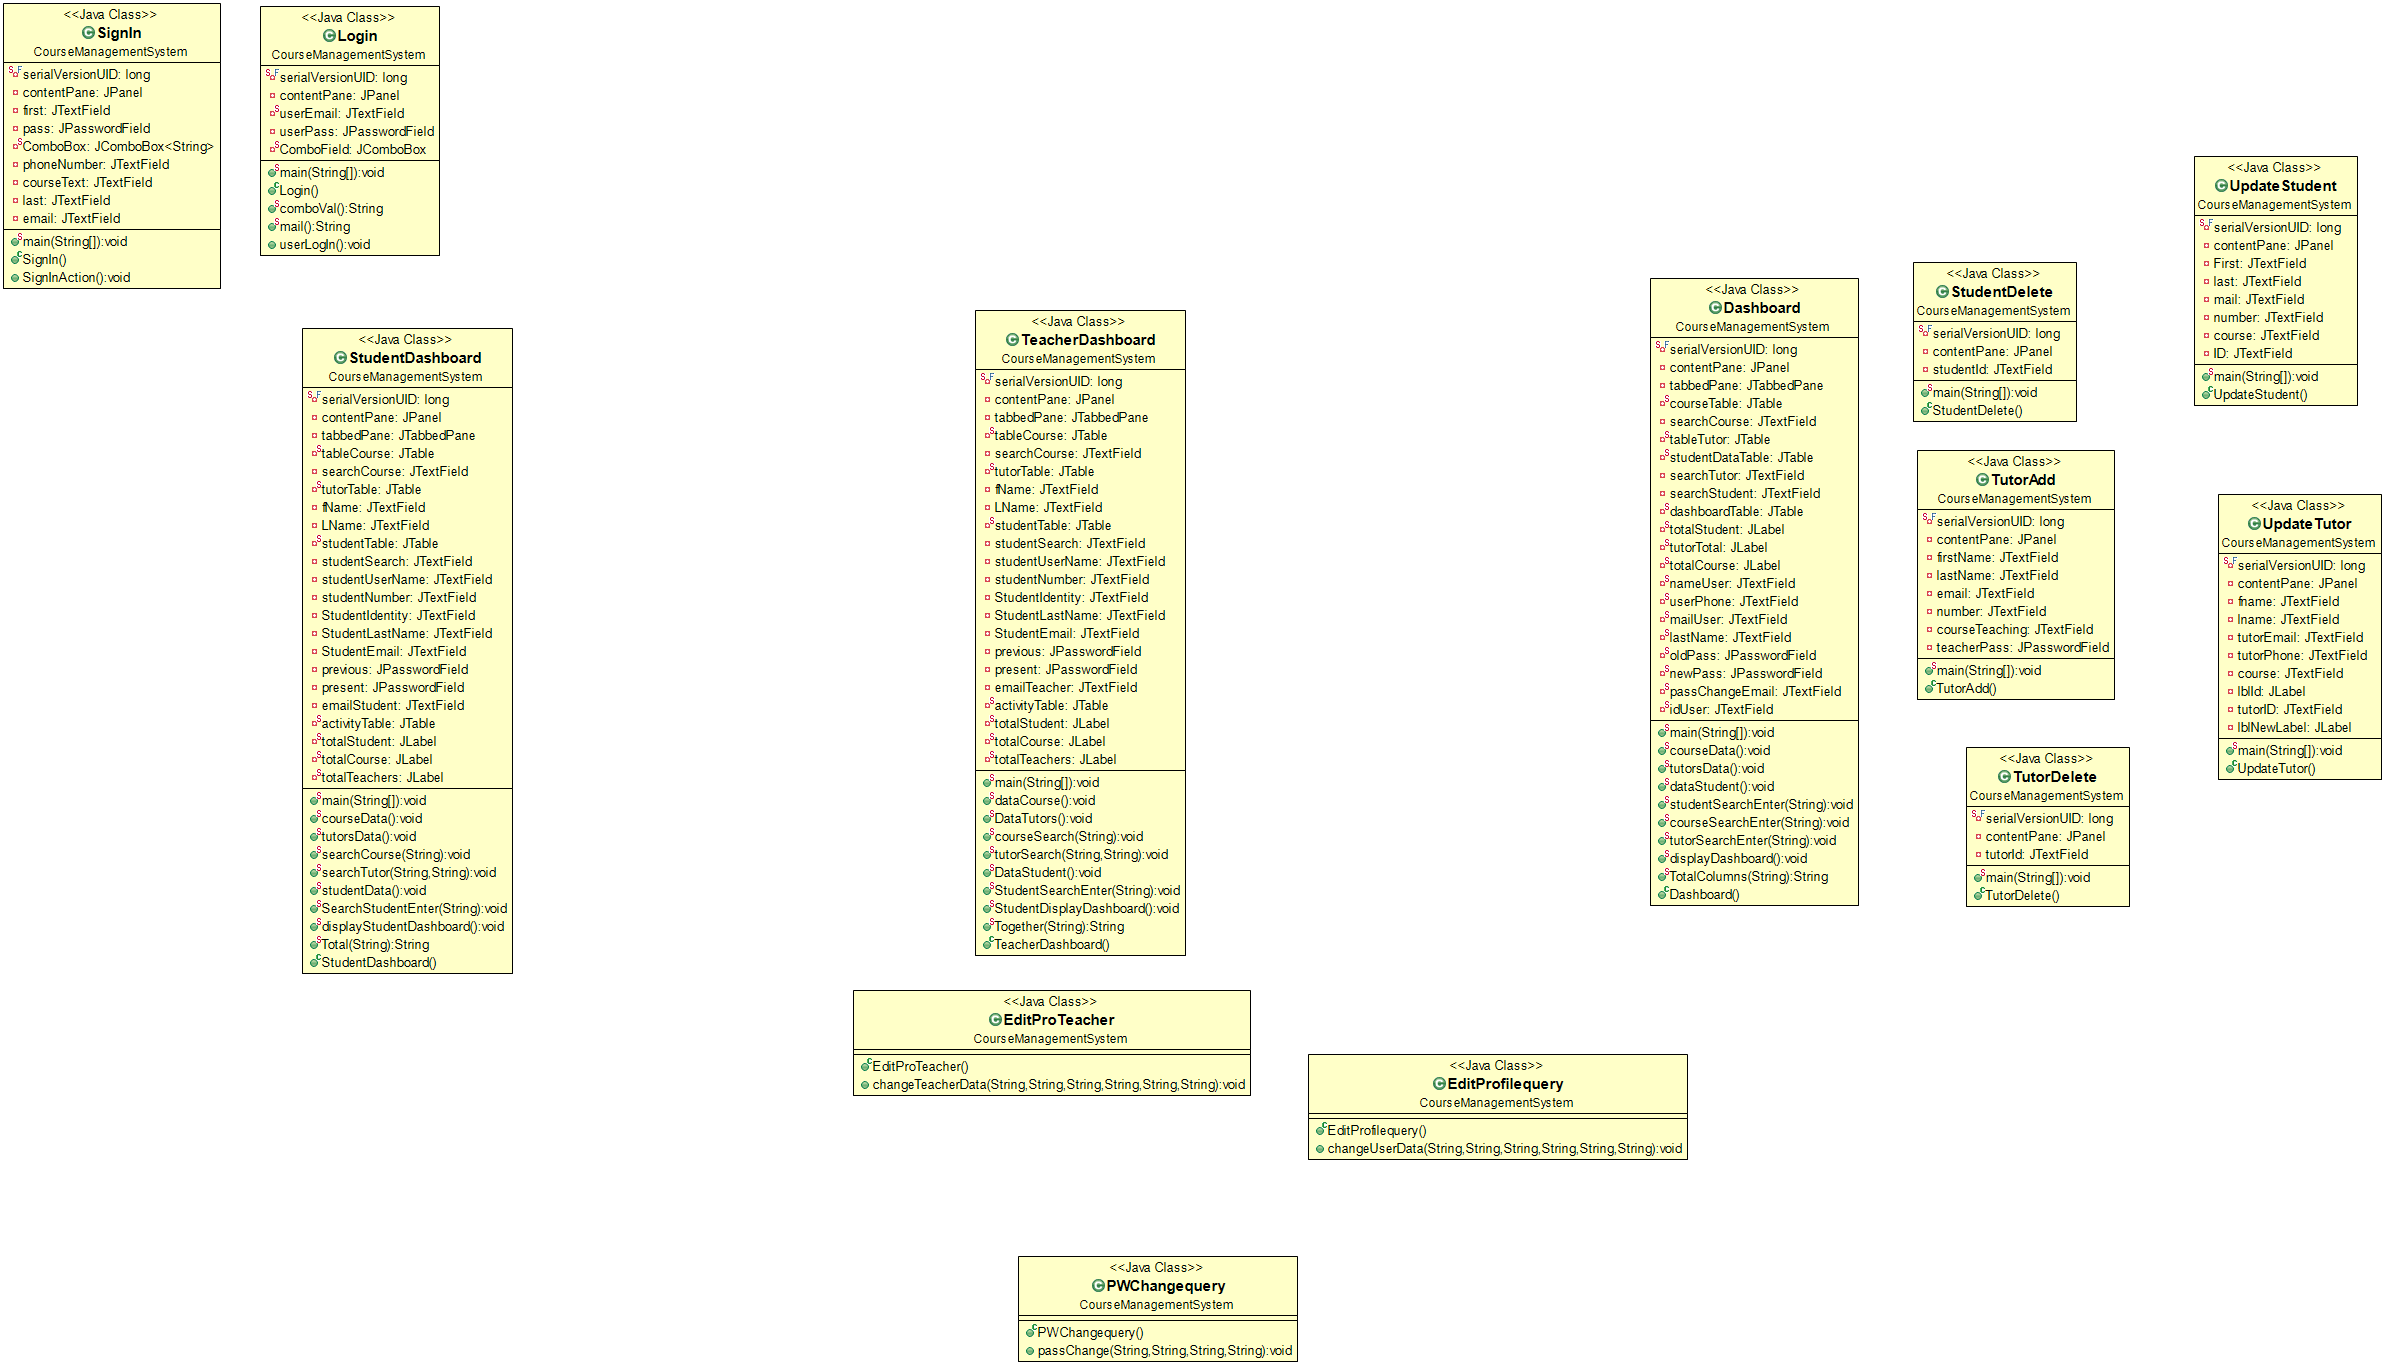 <<Java Class>>
SignIn
CourseManagementSystem
serialVersionUID: long
contentPane: JPanel
first: JTextField
pass: JPasswordField
ComboBox: JComboBox<String>
phoneNumber: JTextField
courseText: JTextField
last: JTextField
email: JTextField
main(String[]):void
SignIn()
SignInAction():void
<<Java Class>>
Login
CourseManagementSystem
serialVersionUID: long
contentPane: JPanel
userEmail: JTextField
userPass: JPasswordField
ComboField: JComboBox
main(String[]):void
Login()
comboVal():String
mail():String
userLogIn():void
<<Java Class>>
StudentDashboard
CourseManagementSystem
serialVersionUID: long
contentPane: JPanel
tabbedPane: JTabbedPane
tableCourse: JTable
searchCourse: JTextField
tutorTable: JTable
fName: JTextField
LName: JTextField
studentTable: JTable
studentSearch: JTextField
studentUserName: JTextField
studentNumber: JTextField
StudentIdentity: JTextField
StudentLastName: JTextField
StudentEmail: JTextField
previous: JPasswordField
present: JPasswordField
emailStudent: JTextField
activityTable: JTable
totalStudent: JLabel
totalCourse: JLabel
totalTeachers: JLabel
main(String[]):void
courseData():void
tutorsData():void
searchCourse(String):void
searchTutor(String,String):void
studentData():void
SearchStudentEnter(String):void
displayStudentDashboard():void
Total(String):String
StudentDashboard()
<<Java Class>>
TeacherDashboard
CourseManagementSystem
serialVersionUID: long
contentPane: JPanel
tabbedPane: JTabbedPane
tableCourse: JTable
searchCourse: JTextField
tutorTable: JTable
fName: JTextField
LName: JTextField
studentTable: JTable
studentSearch: JTextField
studentUserName: JTextField
studentNumber: JTextField
StudentIdentity: JTextField
StudentLastName: JTextField
StudentEmail: JTextField
previous: JPasswordField
present: JPasswordField
emailTeacher: JTextField
activityTable: JTable
totalStudent: JLabel
totalCourse: JLabel
totalTeachers: JLabel
main(String[]):void
dataCourse():void
DataTutors():void
courseSearch(String):void
tutorSearch(String,String):void
DataStudent():void
StudentSearchEnter(String):void
StudentDisplayDashboard():void
Together(String):String
TeacherDashboard()
<<Java Class>>
Dashboard
CourseManagementSystem
serialVersionUID: long
contentPane: JPanel
tabbedPane: JTabbedPane
courseTable: JTable
searchCourse: JTextField
tableTutor: JTable
studentDataTable: JTable
searchTutor: JTextField
searchStudent: JTextField
dashboardTable: JTable
totalStudent: JLabel
tutorTotal: JLabel
totalCourse: JLabel
nameUser: JTextField
userPhone: JTextField
mailUser: JTextField
lastName: JTextField
oldPass: JPasswordField
newPass: JPasswordField
passChangeEmail: JTextField
idUser: JTextField
main(String[]):void
courseData():void
tutorsData():void
dataStudent():void
studentSearchEnter(String):void
courseSearchEnter(String):void
tutorSearchEnter(String):void
displayDashboard():void
TotalColumns(String):String
Dashboard()
<<Java Class>>
StudentDelete
CourseManagementSystem
serialVersionUID: long
contentPane: JPanel
studentId: JTextField
main(String[]):void
StudentDelete()
<<Java Class>>
UpdateStudent
CourseManagementSystem
serialVersionUID: long
contentPane: JPanel
First: JTextField
last: JTextField
mail: JTextField
number: JTextField
course: JTextField
ID: JTextField
main(String[]):void
UpdateStudent()
<<Java Class>>
TutorAdd
CourseManagementSystem
serialVersionUID: long
contentPane: JPanel
firstName: JTextField
lastName: JTextField
email: JTextField
number: JTextField
courseTeaching: JTextField
teacherPass: JPasswordField
main(String[]):void
TutorAdd()
<<Java Class>>
UpdateTutor
CourseManagementSystem
serialVersionUID: long
contentPane: JPanel
fname: JTextField
lname: JTextField
tutorEmail: JTextField
tutorPhone: JTextField
course: JTextField
lblId: JLabel
tutorID: JTextField
lblNewLabel: JLabel
main(String[]):void
UpdateTutor()
<<Java Class>>
TutorDelete
CourseManagementSystem
serialVersionUID: long
contentPane: JPanel
tutorId: JTextField
main(String[]):void
TutorDelete()
<<Java Class>>
EditProTeacher
CourseManagementSystem
EditProTeacher()
changeTeacherData(String,String,String,String,String,String):void
<<Java Class>>
EditProfilequery
CourseManagementSystem
EditProfilequery()
changeUserData(String,String,String,String,String,String):void
<<Java Class>>
PWChangequery
CourseManagementSystem
PWChangequery()
passChange(String,String,String,String):void